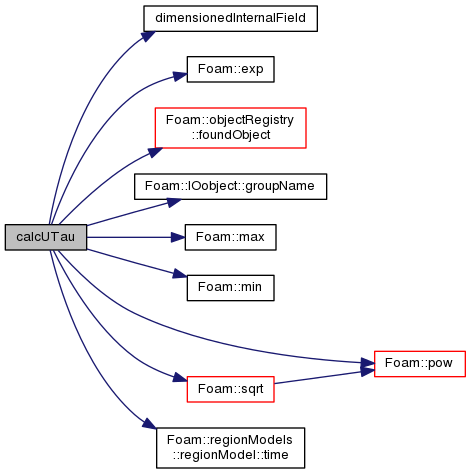 dimensionedInternalField
Foam::exp
Foam::objectRegistry
::foundObject
Foam::IOobject::groupName
calcUTau
Foam::max
Foam::min
Foam::pow
Foam::sqrt
Foam::regionModels
::regionModel::time